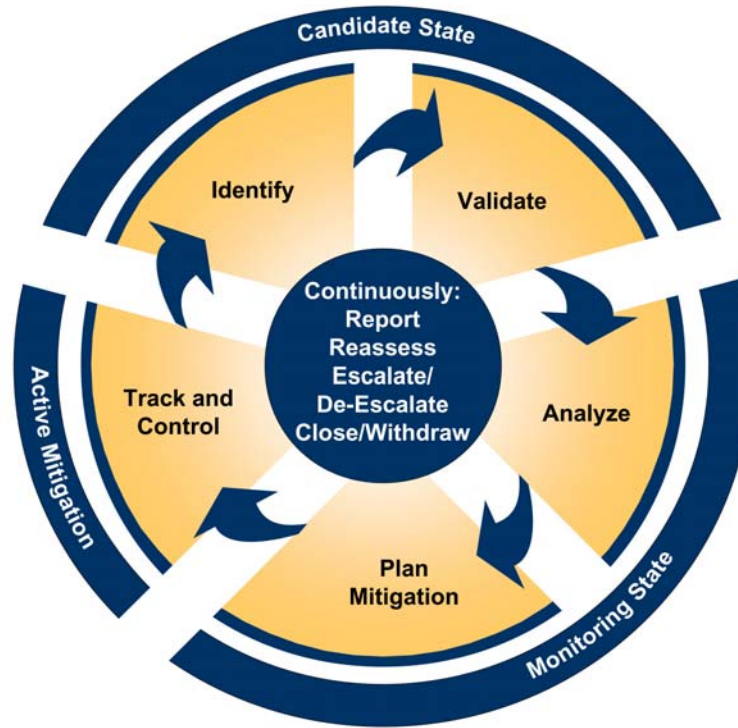 Candidate State
Identify
Validate
Continuously:
Report
Reassess
Escalate/
De-Escalate
Close/Withdraw
Track and
Control
Analyze
Plan
Mitigation
Active Mitigation
Monitoring State